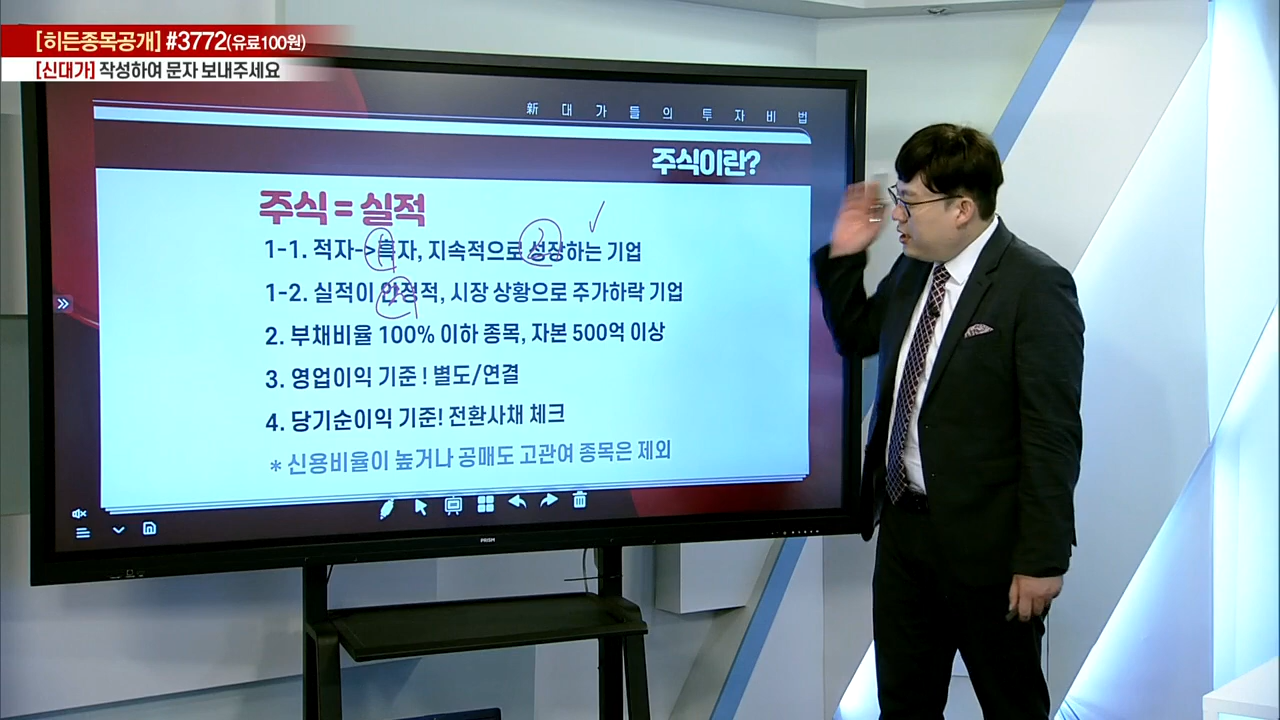 [히든종목공개] #3772(유료100원)
[신대가] 작성하여 문자 보내주세요
新대가들의투자비법
주식이란?
주식 = 실적
1-1. 적자->흑자, 지속적으로 성장하는 기업
1-2. 실적이 안정적, 시장 상황으로 주가하락 기업
2. 부채비율 100% 이하 종목, 자본 500억 이상
3. 영업이익 기준 ! 별도/연결
4. 당기순이익 기준! 전환사채 체크
* 신용비율이 높거나 공매도 고관여 종목은 제외
PRISM